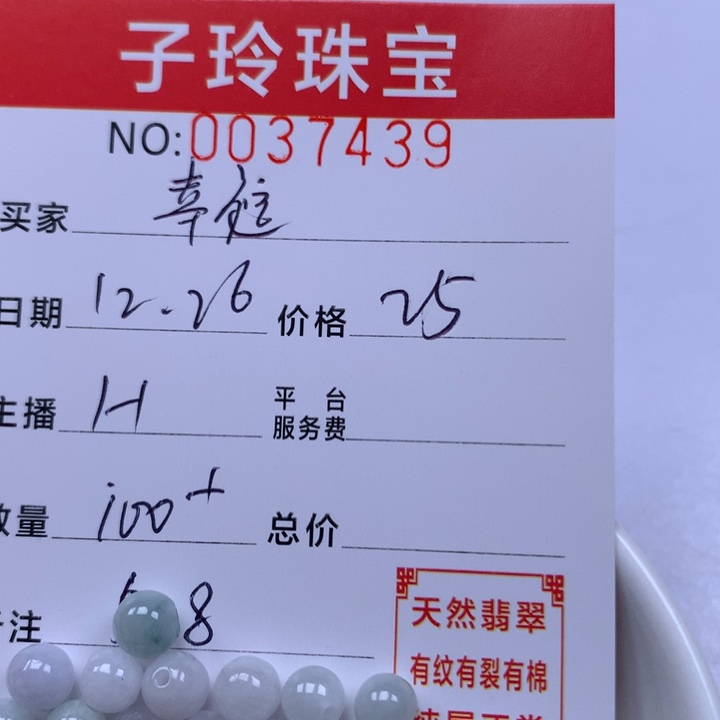 子玲珠宝
NO:0037439
买家
日期 12.26 价格 25
主播 H 平台服务费
数量 100+ 总价
备注 8
天然翡翠
有纹有裂有棉